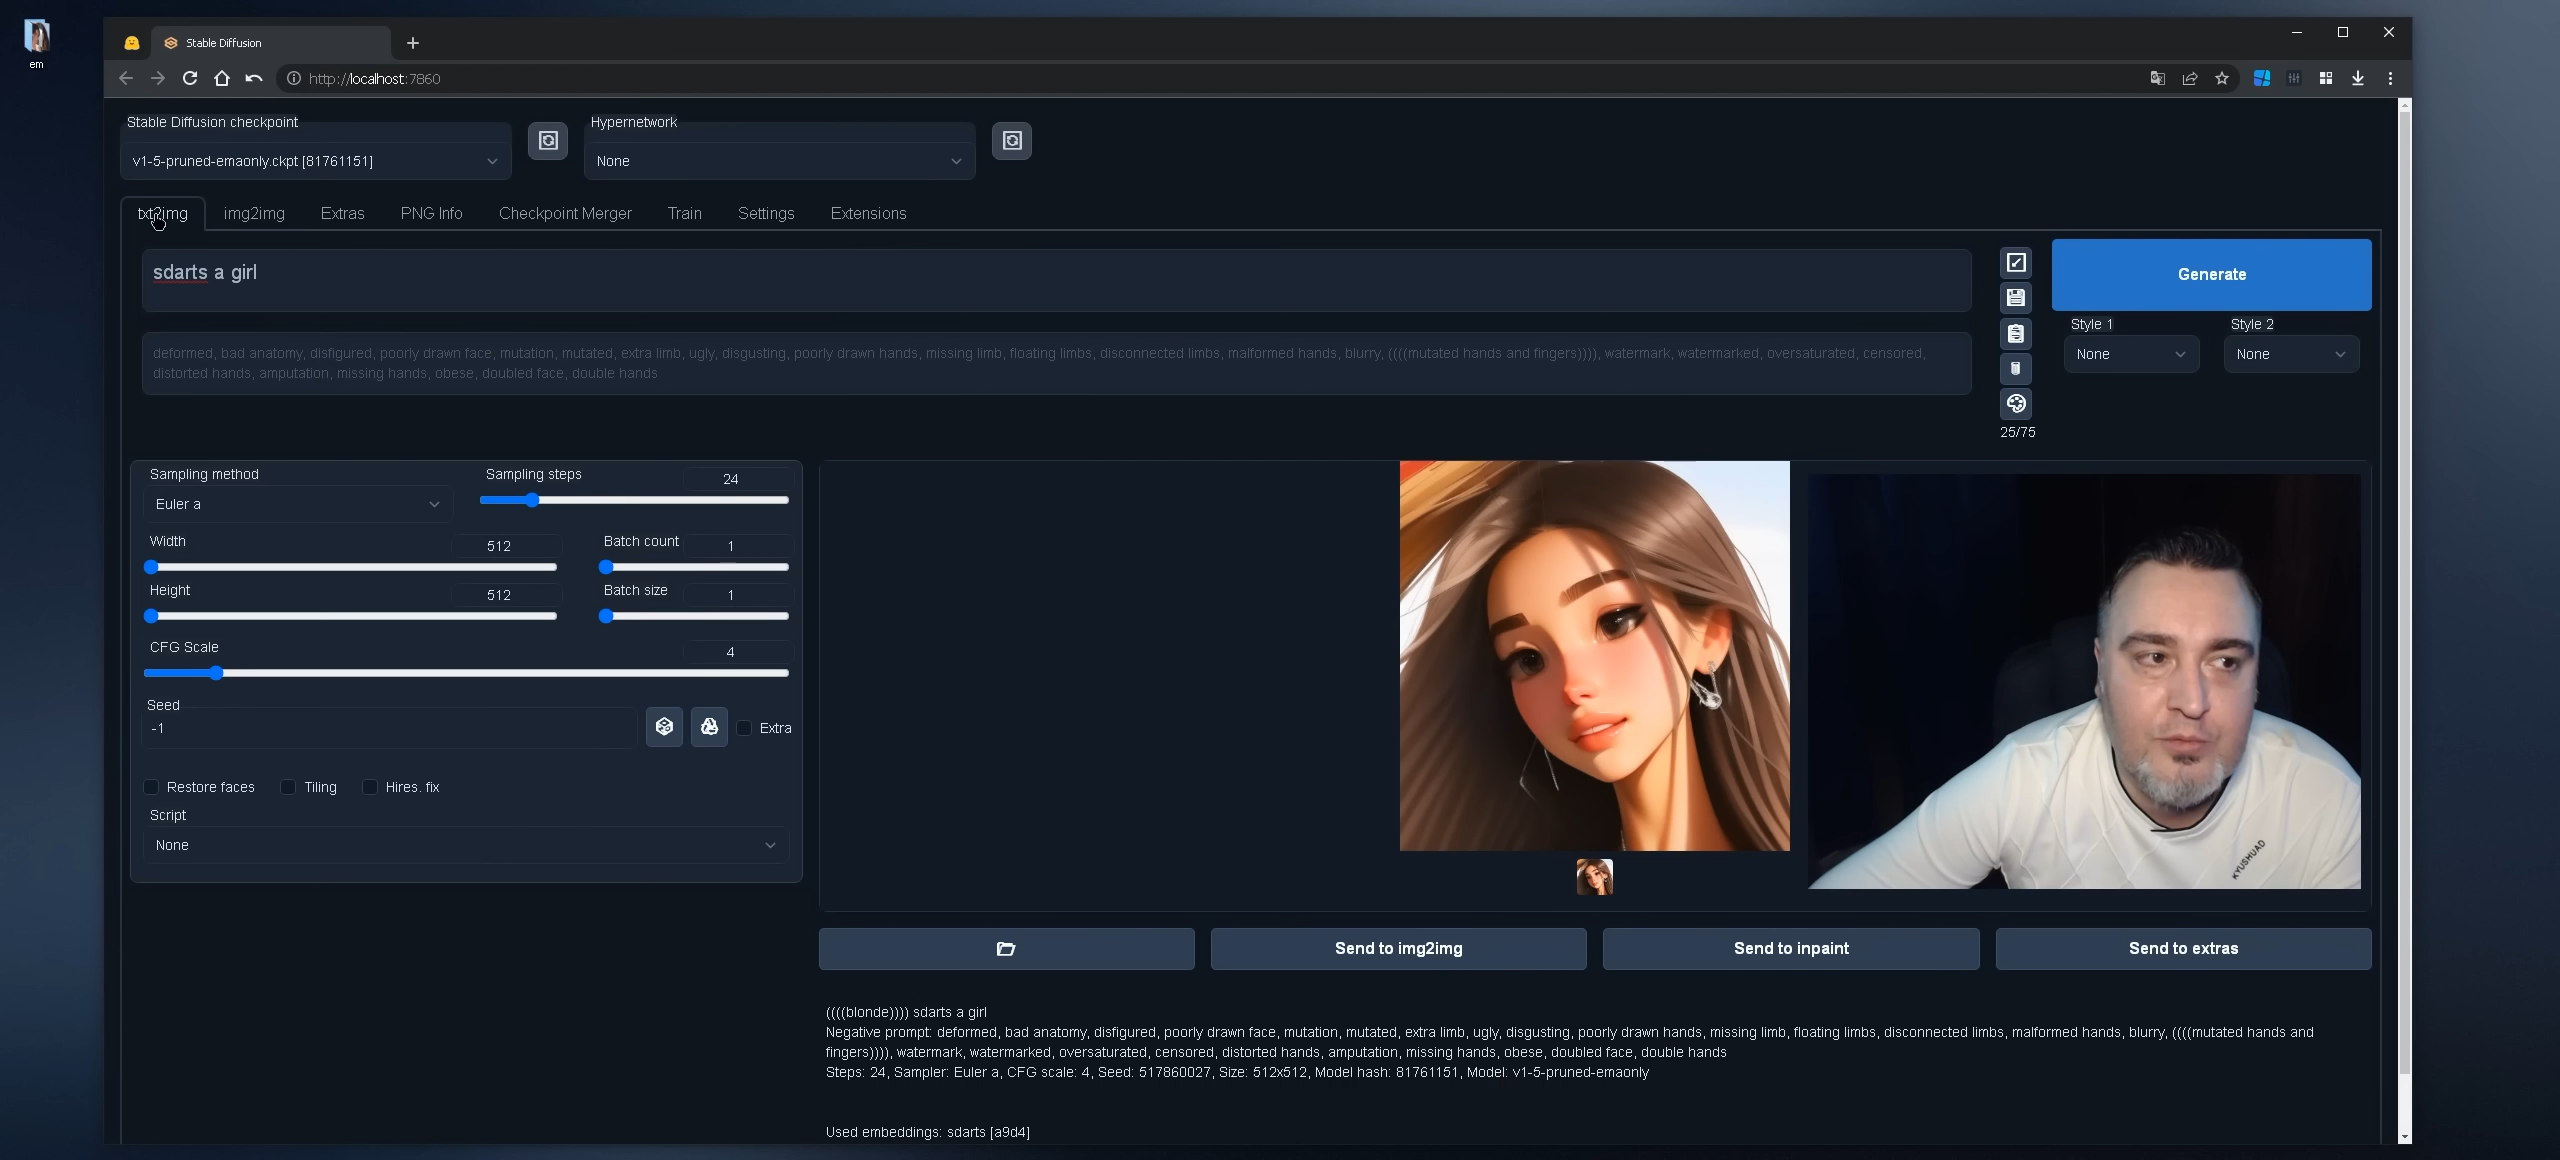 em
Stable Diffusion
http://localhost:7860
Stable Diffusion checkpoint
Hypernetwork
v1-5-pruned-emaonly.ckpt [81761151]
None
txt2img
img2img
Extras
PNG Info
Checkpoint Merger
Train
Settings
Extensions
sdarts a girl
Generate
Style 1
Style 2
None
None
deformed, bad anatomy, disfigured, poorly drawn face, mutation, mutated, extra limb, ugly, disgusting, poorly drawn hands, missing limb, floating limbs, disconnected limbs, malformed hands, blurry, ((((mutated hands and fingers)))), watermark, watermarked, oversaturated, censored,
distorted hands, amputation, missing hands, obese, doubled face, double hands
25/75
Sampling method
Sampling steps
24
Euler a
Width
512
Batch count
1
Height
512
Batch size
1
CFG Scale
4
Seed
-1
Extra
Restore faces
Tiling
Hires. fix
Script
None
KYUSHUAD
Send to img2img
Send to inpaint
Send to extras
((((blonde)))) sdarts a girl
Negative prompt: deformed, bad anatomy, disfigured, poorly drawn face, mutation, mutated, extra limb, ugly, disgusting, poorly drawn hands, missing limb, floating limbs, disconnected limbs, malformed hands, blurry, ((((mutated hands and
fingers)))), watermark, watermarked, oversaturated, censored, distorted hands, amputation, missing hands, obese, doubled face, double hands
Steps: 24, Sampler: Euler a, CFG scale: 4, Seed: 517860027, Size: 512x512, Model hash: 81761151, Model: v1-5-pruned-emaonly
Used embeddings: sdarts [a9d4]